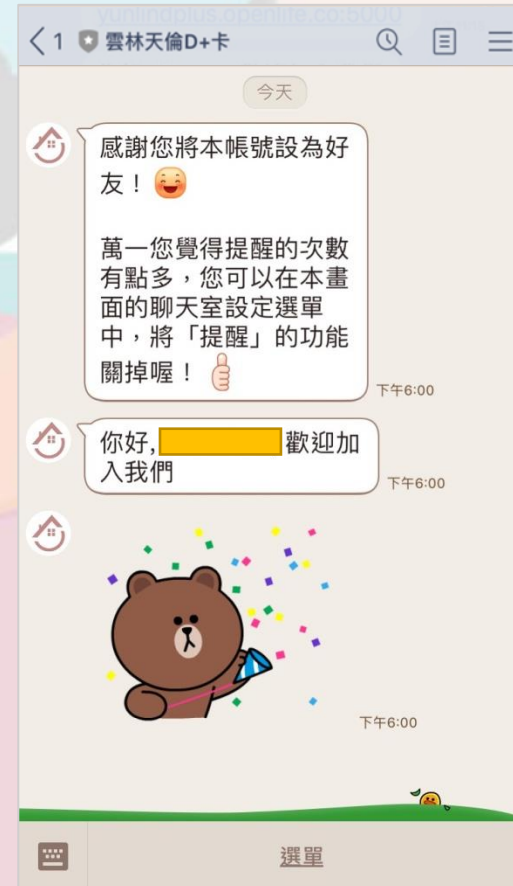 yunlindplus.openlife.co:5000
1 雲林天倫D+卡
今天
感謝您將本帳號設為好
友！
萬一您覺得提醒的次數
有點多，您可以在本畫
面的聊天室設定選單
中，將「提醒」的功能
關掉喔！
下午6:00
你好,
歡迎加
入我們
下午6:00
下午6:00
選單